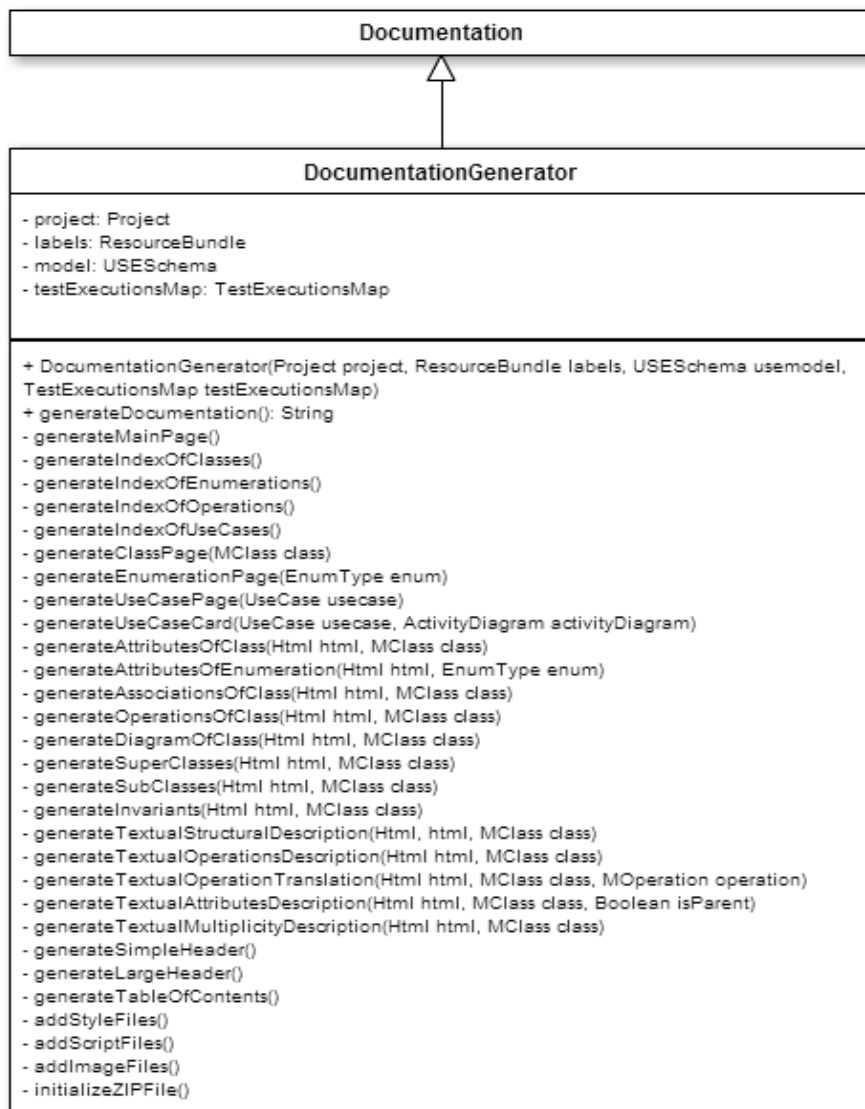 Documentation
DocumentationGenerator
- project: Project
- labels: ResourceBundle
- model: USESchema
- testExecutionsMap: TestExecutionsMap
+ DocumentationGenerator(Project project, ResourceBundle labels, USESchema usemodel,
TestExecutionsMap testExecutionsMap)
+ generateDocumentation(): String
- generateMainPage()
- generateIndexOfClasses()
- generateIndexOfEnumerations()
- generateIndexOfOperations()
- generateIndexOfUseCases()
- generateClassPage(MClass class)
- generateEnumerationPage(EnumType enum)
- generateUseCasePage(UseCase usecase)
- generateUseCaseCard(UseCase usecase, ActivityDiagram activityDiagram)
- generateAttributesOfClass(Html html, MClass class)
- generateAttributesOfEnumeration(Html html, EnumType enum)
- generateAssociationsOfClass(Html html, MClass class)
- generateOperationsOfClass(Html html, MClass class)
- generateDiagramOfClass(Html html, MClass class)
- generateSuperClasses(Html html, MClass class)
- generateSubClasses(Html html, MClass class)
- generateInvariants(Html html, MClass class)
- generateTextualStructuralDescription(Html, html, MClass class)
- generateTextualOperationsDescription(Html html, MClass class)
- generateTextualOperationTranslation(Html html, MClass class, MOperation operation)
- generateTextualAttributesDescription(Html html, MClass class, Boolean isParent)
- generateTextualMultiplicityDescription(Html html, MClass class)
- generateSimpleHeader()
- generateLargeHeader()
- generateTableOfContents()
- addStyleFiles()
- addScriptFiles()
- addImageFiles()
- initializeZIPFile()